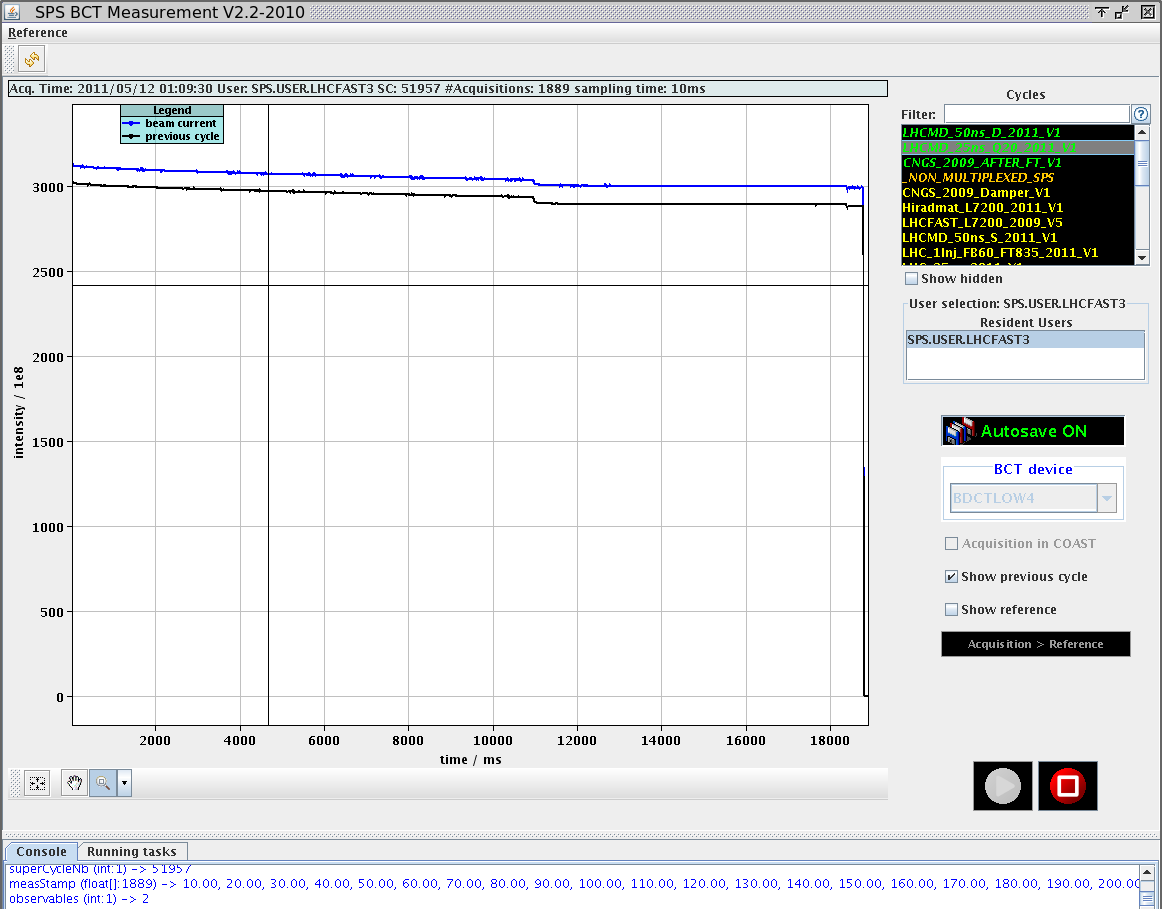 SPS BCT Measurement V2.2-2010
Reference
Acq. Time: 2011/05/12 01:09:30 User: SPS.USER.LHCFAST3 SC: 51957 #Acquisitions: 1889 sampling time: 10ms
Legend
beam current
previous cycle
3000
2500
2000
1500
1000
500
0
intensity / 1e8
2000 4000 6000 8000 10000 12000 14000 16000 18000
time / ms
Cycles
Filter:
LHCMD_50ns_D_2011_V1
LHCMD_25ns_Q20_2011_V1
CNGS_2009_AFTER_FT_V1
_NON_MULTIPLEXED_SPS
CNGS_2009_Damper_V1
Hiradmat_L7200_2011_V1
LHCFAST_L7200_2009_V5
LHCMD_50ns_S_2011_V1
LHC_1Inj_FB60_FT835_2011_V1
Show hidden
User selection: SPS.USER.LHCFAST3
Resident Users
SPS.USER.LHCFAST3
Autosave ON
BCT device
BDCTLOW4
Acquisition in COAST
Show previous cycle
Show reference
Acquisition > Reference
Console Running tasks
superCycleNb (int:1) -> 51957
measStamp (float[]:1889) -> 10.00, 20.00, 30.00, 40.00, 50.00, 60.00, 70.00, 80.00, 90.00, 100.00, 110.00, 120.00, 130.00, 140.00, 150.00, 160.00, 170.00, 180.00, 190.00, 200.00
observables (int:1) -> 2